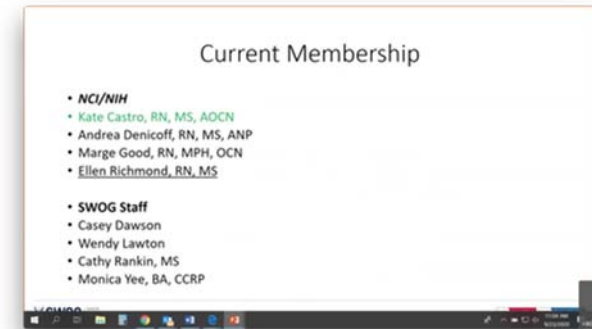 Current Membership
• NCI/NIH
• Kate Castro, RN, MS, AOCN
• Andrea Denicoff, RN, MS, ANP
• Marge Good, RN, MPH, OCN
• Ellen Richmond, RN, MS
• SWOG Staff
• Casey Dawson
• Wendy Lawton
• Cathy Rankin, MS
• Monica Yee, BA, CCRP
SWOG